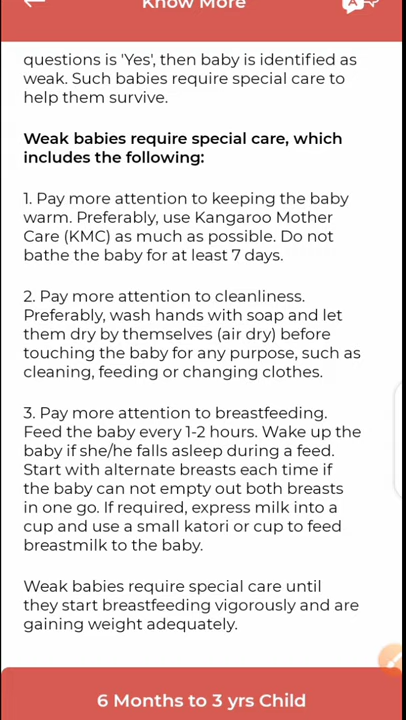 Know More
questions is 'Yes', then baby is identified as
weak. Such babies require special care to
help them survive.
Weak babies require special care, which
includes the following:
1. Pay more attention to keeping the baby
warm. Preferably, use Kangaroo Mother
Care (KMC) as much as possible. Do not
bathe the baby for at least 7 days.
2. Pay more attention to cleanliness.
Preferably, wash hands with soap and let
them dry by themselves (air dry) before
touching the baby for any purpose, such as
cleaning, feeding or changing clothes.
3. Pay more attention to breastfeeding.
Feed the baby every 1-2 hours. Wake up the
baby if she/he falls asleep during a feed.
Start with alternate breasts each time if
the baby can not empty out both breasts
in one go. If required, express milk into a
cup and use a small katori or cup to feed
breastmilk to the baby.
Weak babies require special care until
they start breastfeeding vigorously and are
gaining weight adequately.
6 Months to 3 yrs Child